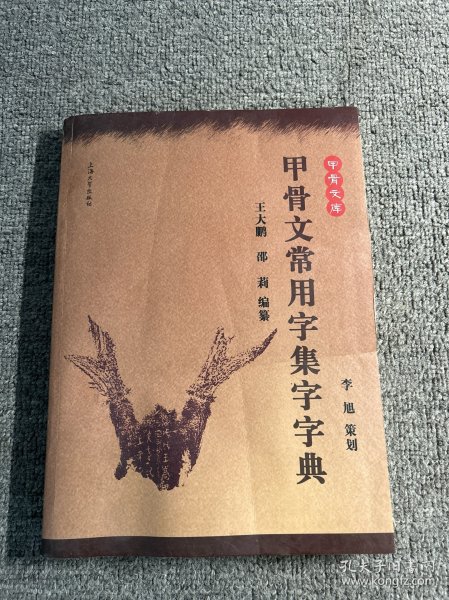 甲骨文库
甲骨文常用字集字字典
李旭 策划
王大鹏 邵莉 编纂
上海大学出版社
孔夫子旧书网
www.kongfz.com